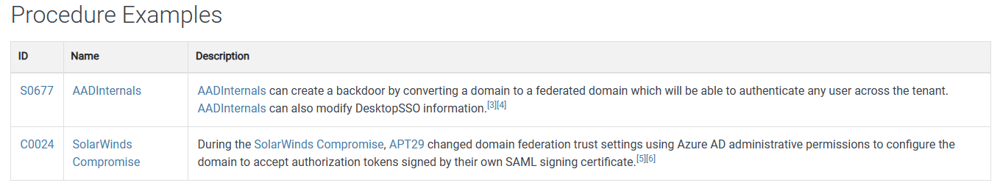 Procedure Examples
ID Name Description
S0677 AADInternals AADInternals can create a backdoor by converting a domain to a federated domain which will be able to authenticate any user across the tenant.
AADInternals can also modify DesktopSSO information.[3][4]
C0024 SolarWinds During the SolarWinds Compromise, APT29 changed domain federation trust settings using Azure AD administrative permissions to configure the
Compromise domain to accept authorization tokens signed by their own SAML signing certificate.[5][6]